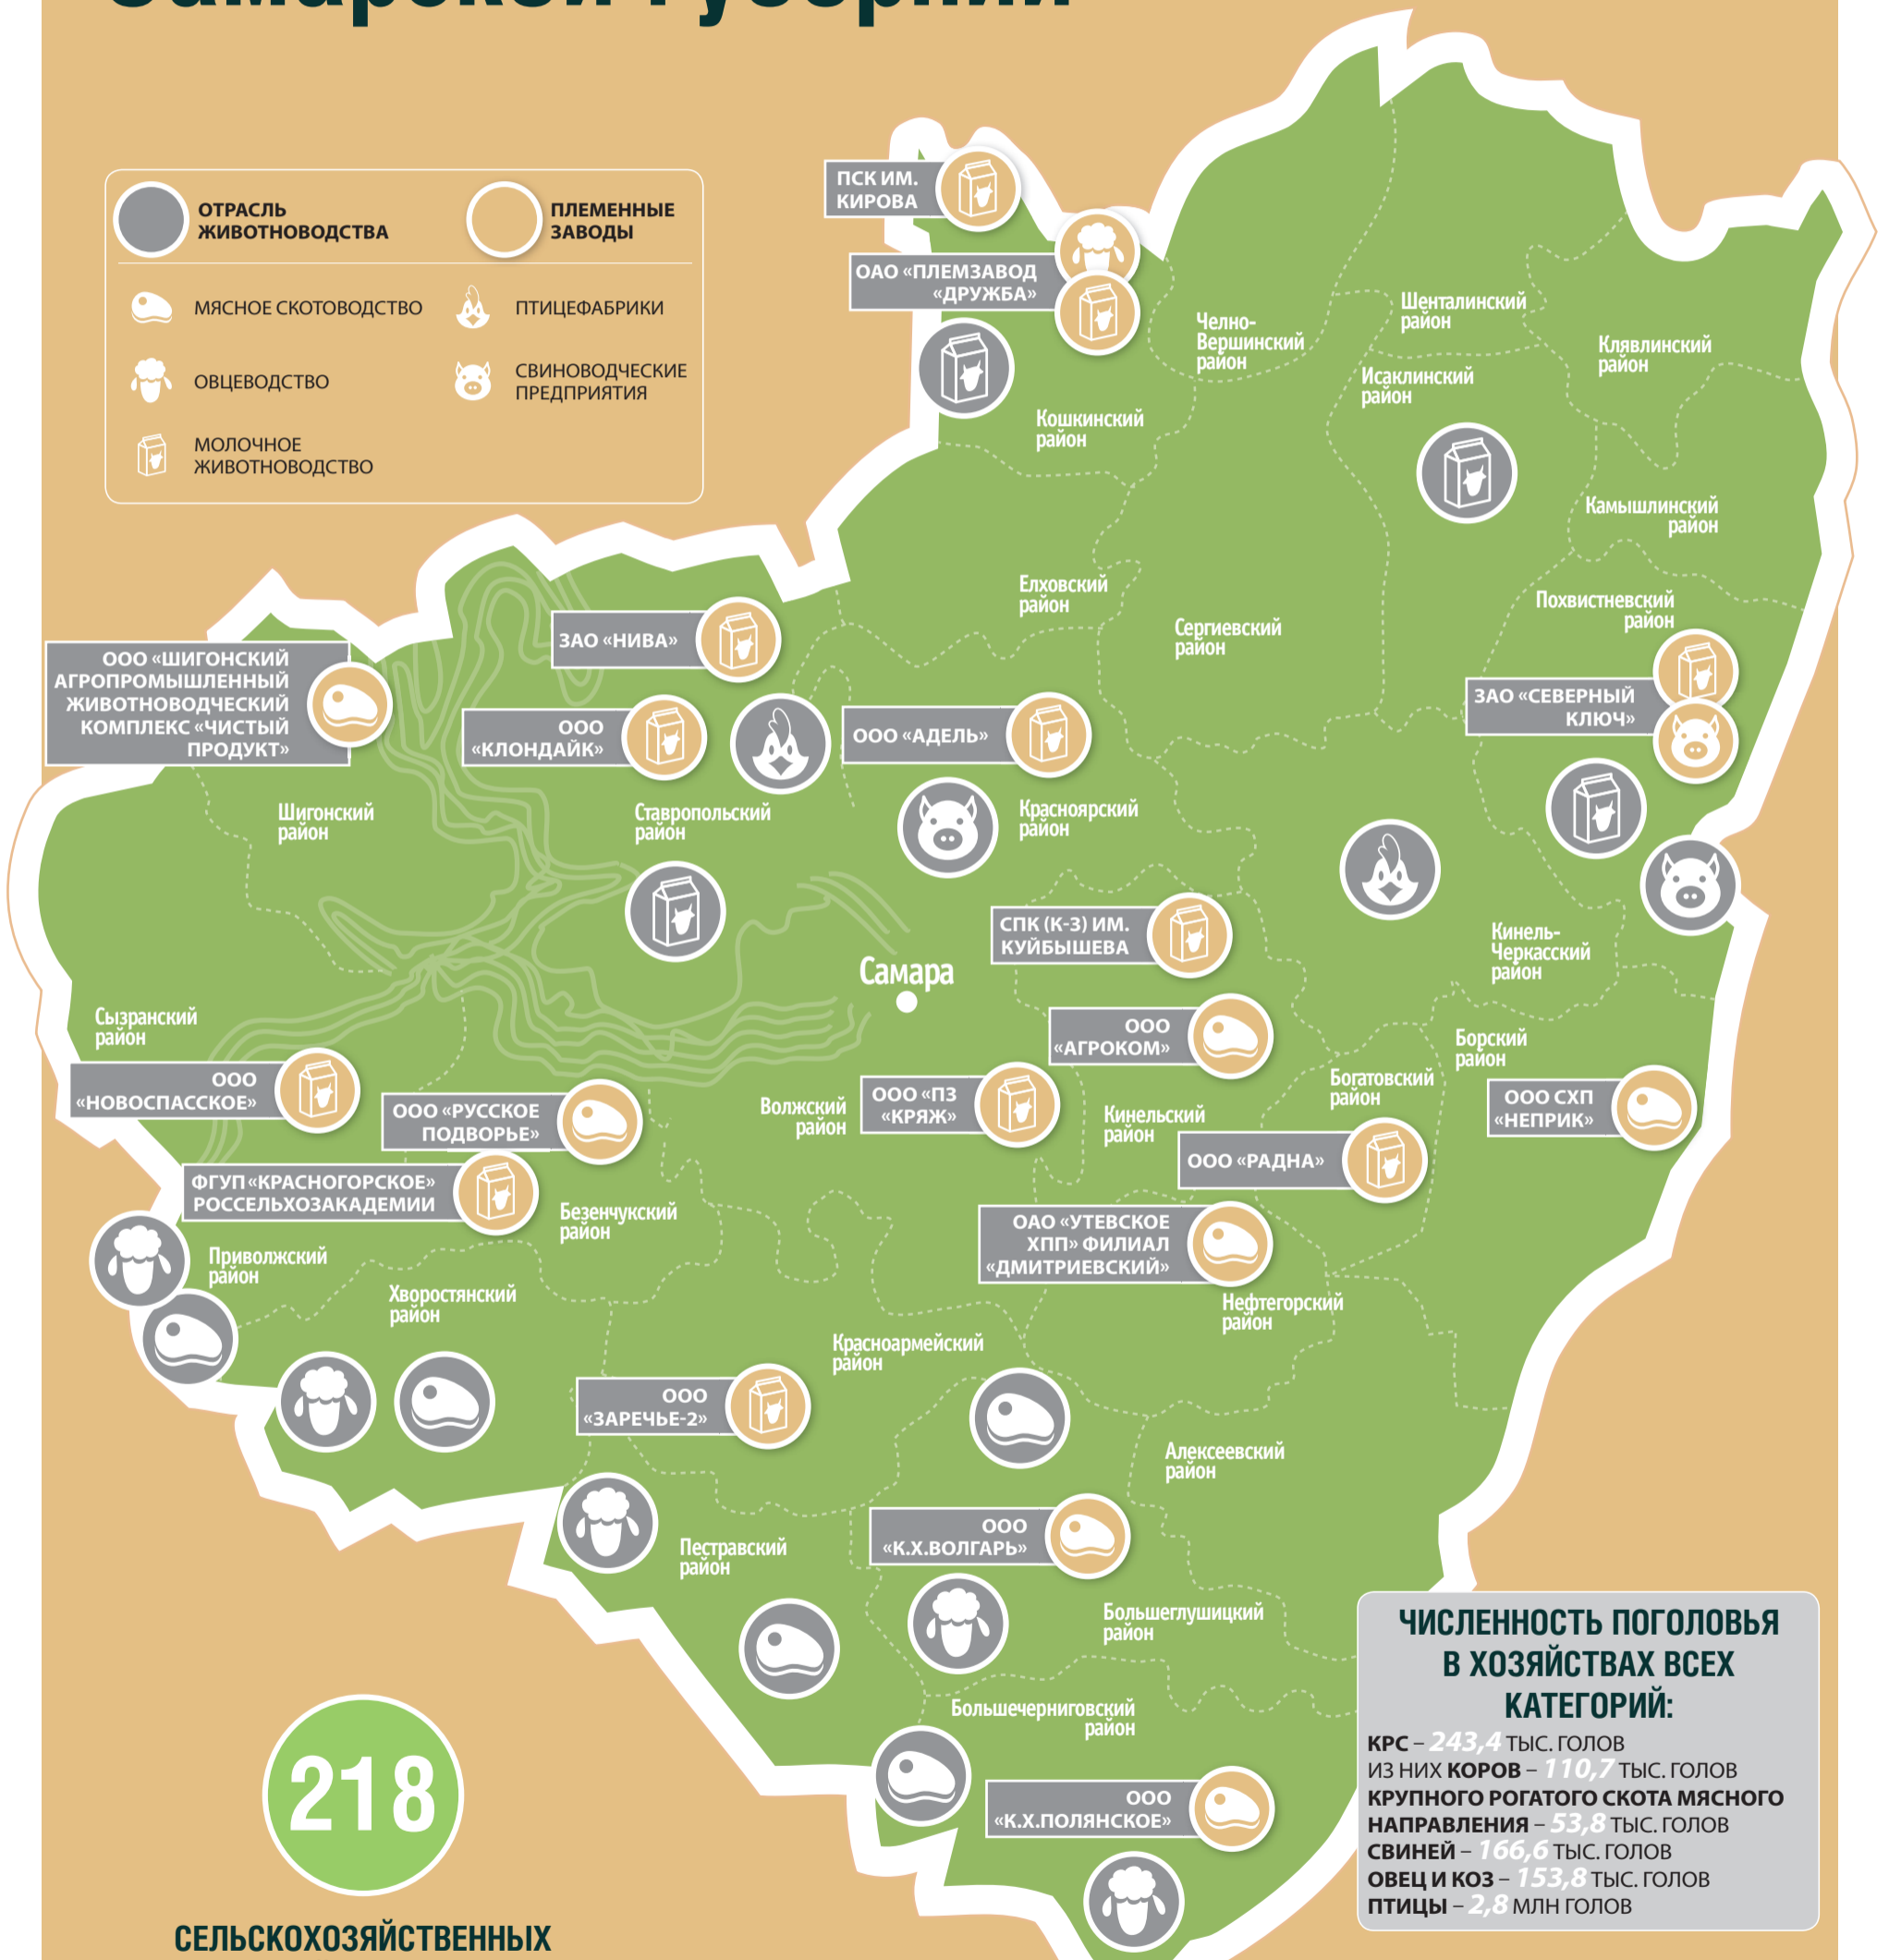 Самарской губернии
ОТРАСЛЬ
ЖИВОТНОВОДСТВА
ПЛЕМЕННЫЕ
ЗАВОДЫ
МЯСНОЕ СКОТОВОДСТВО
ПТИЦЕФАБРИКИ
ОВЦЕВОДСТВО
СВИНОВОДЧЕСКИЕ
ПРЕДПРИЯТИЯ
МОЛОЧНОЕ
ЖИВОТНОВОДСТВО
ПСК ИМ.
КИРОВА
ОАО «ПЛЕМЗАВОД
«ДРУЖБА»
Челно-
Вершинский
район
Шенталинский
район
Клявлинский
район
Исаклинский
район
Кошкинский
район
Камышлинский
район
Елховский
район
Сергиевский
район
Похвистневский
район
ЗАО «НИВА»
ООО «ШИГОНСКИЙ
АГРОПРОМЫШЛЕННЫЙ
ЖИВОТНОВОДЧЕСКИЙ
КОМПЛЕКС «ЧИСТЫЙ
ПРОДУКТ»
ООО
«КЛОНДАЙК»
ООО «АДЕЛЬ»
ЗАО «СЕВЕРНЫЙ
КЛЮЧ»
Шигонский
район
Ставропольский
район
Красноярский
район
СПК (К-З) ИМ.
КУЙБЫШЕВА
Кинель-
Черкасский
район
Самара
Сызранский
район
ООО
«АГРОКОМ»
Борский
район
ООО
«НОВОСПАССКОЕ»
ООО «РУССКОЕ
ПОДВОРЬЕ»
Волжский
район
ООО «ПЗ
«КРЯЖ»
Кинельский
район
Богатовский
район
ООО СХП
«НЕПРИК»
ООО «РАДНА»
ФГУП «КРАСНОГОРСКОЕ»
РОССЕЛЬХОЗАКАДЕМИИ
Безенчукский
район
ОАО «УТЕВСКОЕ
ХПП» ФИЛИАЛ
«ДМИТРИЕВСКИЙ»
Приволжский
район
Хворостянский
район
Нефтегорский
район
Красноармейский
район
ООО
«ЗАРЕЧЬЕ-2»
Алексеевский
район
ООО
«К.Х.ВОЛГАРЬ»
Пестравский
район
Большеглушицкий
район
Большечерниговский
район
ООО
«К.Х.ПОЛЯНСКОЕ»
ЧИСЛЕННОСТЬ ПОГОЛОВЬЯ
В ХОЗЯЙСТВАХ ВСЕХ
КАТЕГОРИЙ:
КРС – 243,4 ТЫС. ГОЛОВ
ИЗ НИХ КОРОВ – 110,7 ТЫС. ГОЛОВ
КРУПНОГО РОГАТОГО СКОТА МЯСНОГО
НАПРАВЛЕНИЯ – 53,8 ТЫС. ГОЛОВ
СВИНЕЙ – 166,6 ТЫС. ГОЛОВ
ОВЕЦ И КОЗ – 153,8 ТЫС. ГОЛОВ
ПТИЦЫ – 2,8 МЛН ГОЛОВ
218
СЕЛЬСКОХОЗЯЙСТВЕННЫХ